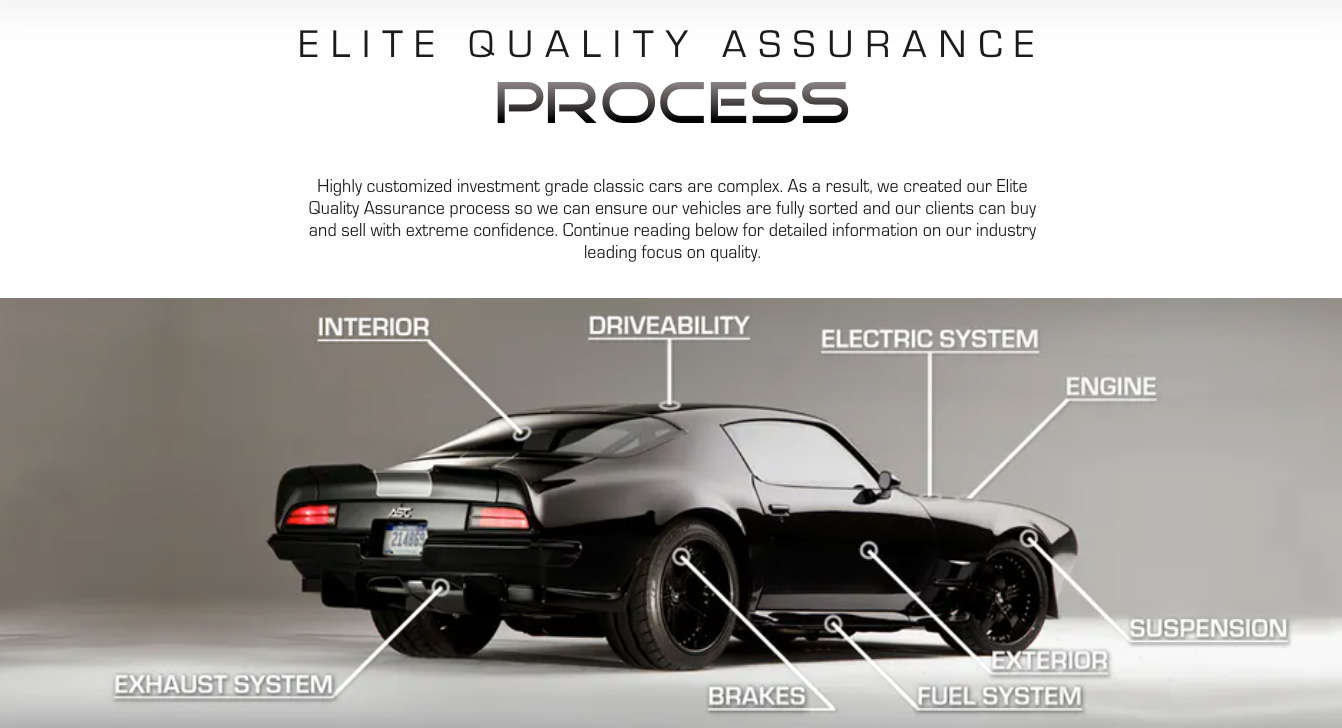 ELITE QUALITY ASSURANCE
PROCESS
Highly customized investment grade classic cars are complex. As a result, we created our Elite
Quality Assurance process so we can ensure our vehicles are fully sorted and our clients can buy
and sell with extreme confidence. Continue reading below for detailed information on our industry
leading focus on quality.
INTERIOR
DRIVEABILITY
ELECTRIC SYSTEM
ENGINE
ASC
SUSPENSION
EXTERIOR
EXHAUST SYSTEM
BRAKES
FUEL SYSTEM